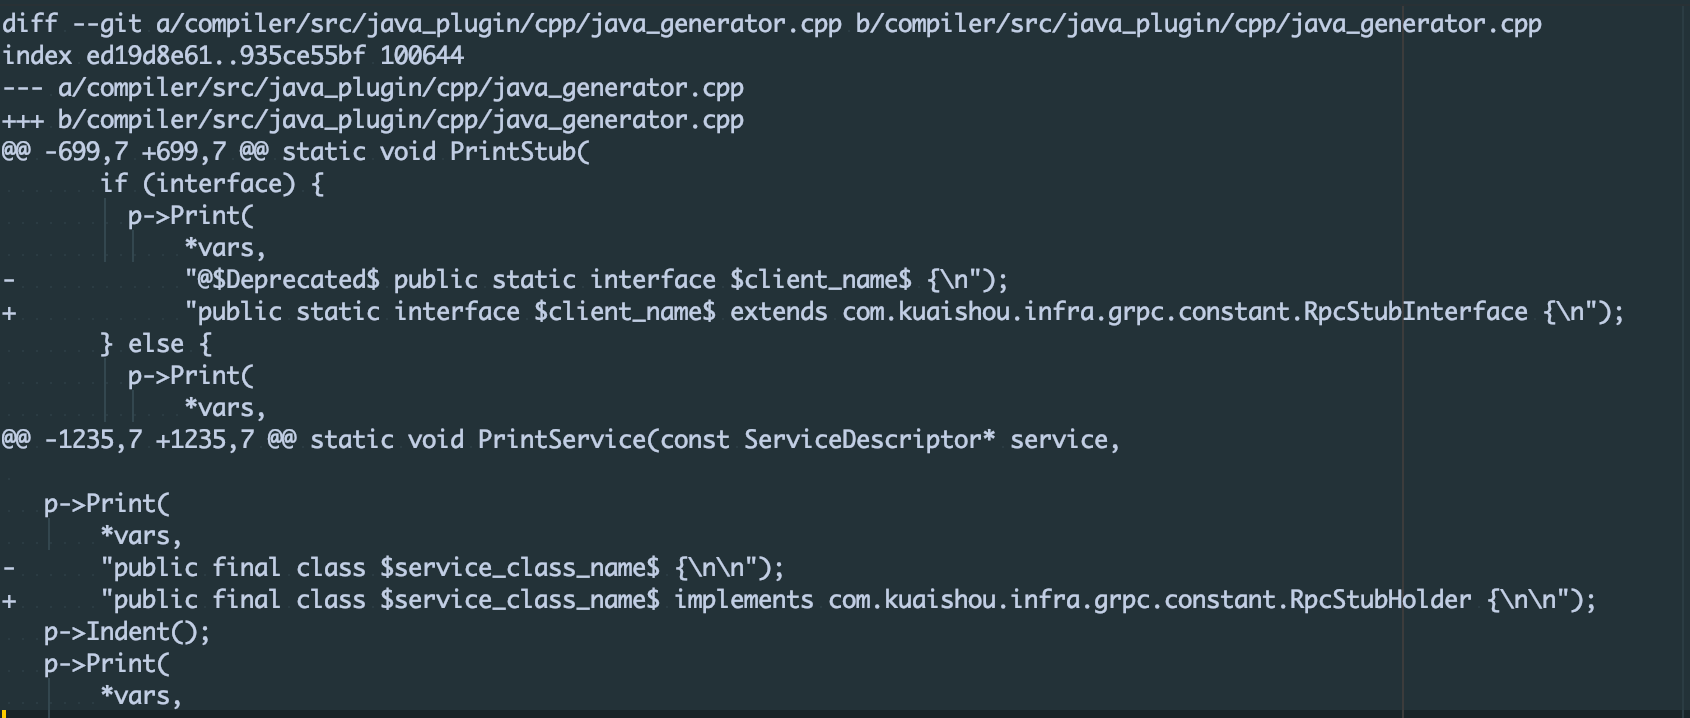 diff --git a/compiler/src/java_plugin/cpp/java_generator.cpp b/compiler/src/java_plugin/cpp/java_generator.cpp
index ed19d8e61..935ce55bf 100644
--- a/compiler/src/java_plugin/cpp/java_generator.cpp
+++ b/compiler/src/java_plugin/cpp/java_generator.cpp
@@ -699,7 +699,7 @@ static void PrintStub(
       if (interface) {
         p->Print(
             *vars,
-            "@$Deprecated$ public static interface $client_name$ {\n");
+            "public static interface $client_name$ extends com.kuaishou.infra.grpc.constant.RpcStubInterface {\n");
       } else {
         p->Print(
             *vars,
@@ -1235,7 +1235,7 @@ static void PrintService(const ServiceDescriptor* service,
   p->Print(
       *vars,
-      "public final class $service_class_name$ {\n\n");
+      "public final class $service_class_name$ implements com.kuaishou.infra.grpc.constant.RpcStubHolder {\n\n");
   p->Indent();
   p->Print(
       *vars,